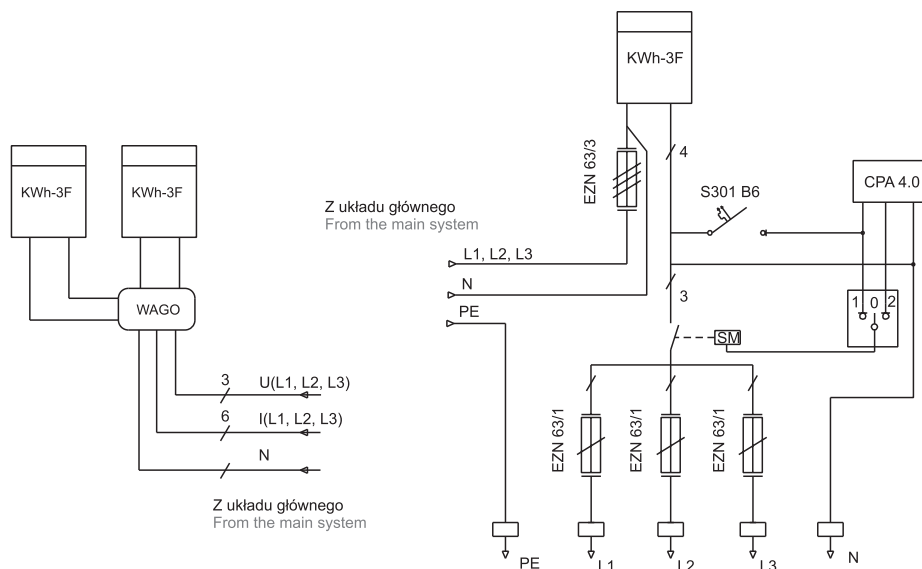 KWh-3F
KWh-3F
WAGO
3
U(L1, L2, L3)
6
I(L1, L2, L3)
N
Z układu głównego
From the main system
KWh-3F
EZN 63/3
4
S301 B6
CPA 4.0
Z układu głównego
From the main system
L1, L2, L3
N
PE
3
1 0 2
SM
EZN 63/1
EZN 63/1
EZN 63/1
PE
L1
L2
L3
N